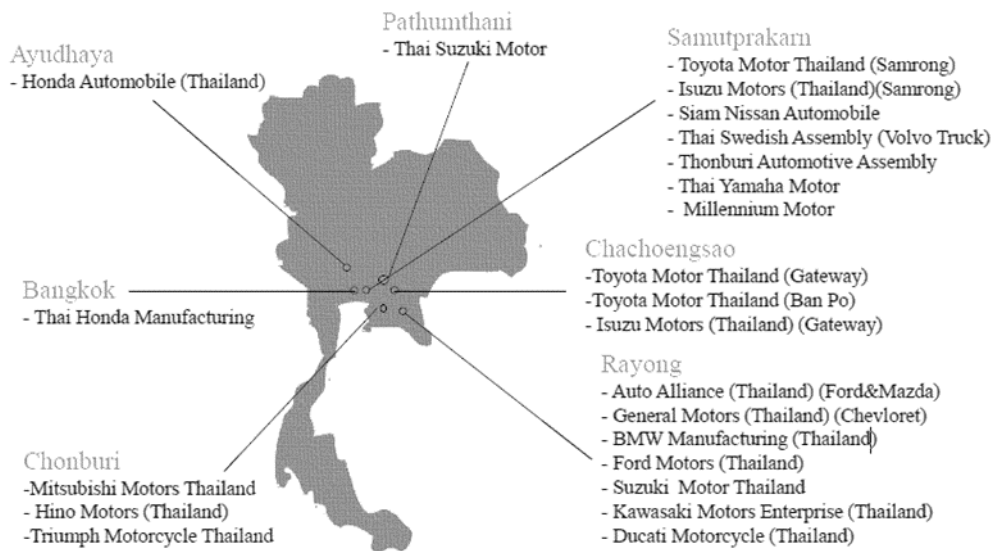 Pathumthani
- Thai Suzuki Motor
Ayudhaya
- Honda Automobile (Thailand)
Samutprakarn
- Toyota Motor Thailand (Samrong)
- Isuzu Motors (Thailand)(Samrong)
- Siam Nissan Automobile
- Thai Swedish Assembly (Volvo Truck)
- Thonburi Automotive Assembly
- Thai Yamaha Motor
- Millennium Motor
Chachoengsao
-Toyota Motor Thailand (Gateway)
-Toyota Motor Thailand (Ban Po)
- Isuzu Motors (Thailand) (Gateway)
Bangkok
- Thai Honda Manufacturing
Rayong
- Auto Alliance (Thailand) (Ford&Mazda)
- General Motors (Thailand) (Chevloret)
- BMW Manufacturing (Thailand)
- Ford Motors (Thailand)
- Suzuki Motor Thailand
- Kawasaki Motors Enterprise (Thailand)
- Ducati Motorcycle (Thailand)
Chonburi
-Mitsubishi Motors Thailand
- Hino Motors (Thailand)
-Triumph Motorcycle Thailand